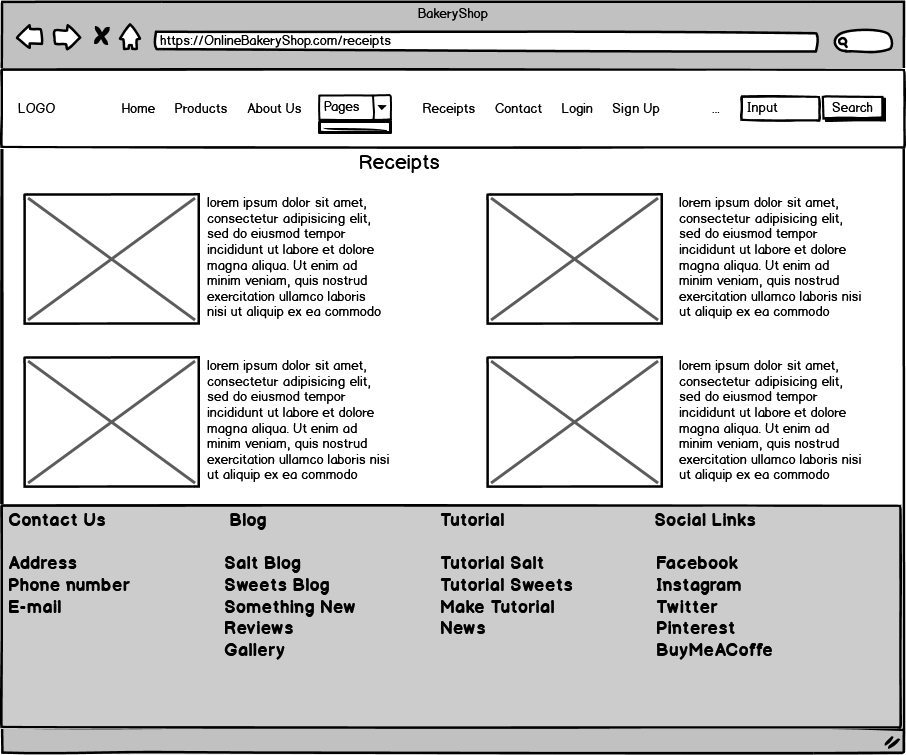 BakeryShop
https://OnlineBakeryShop.com/receipts
LOGO Home Products About Us Pages Receipts Contact Login Sign Up ... Input Search
Receipts
lorem ipsum dolor sit amet,
consectetur adipisicing elit,
sed do eiusmod tempor
incididunt ut labore et dolore
magna aliqua. Ut enim ad
minim veniam, quis nostrud
exercitation ullamco laboris
nisi ut aliquip ex ea commodo
lorem ipsum dolor sit amet,
consectetur adipisicing elit,
sed do eiusmod tempor
incididunt ut labore et dolore
magna aliqua. Ut enim ad
minim veniam, quis nostrud
exercitation ullamco laboris nisi
ut aliquip ex ea commodo
lorem ipsum dolor sit amet,
consectetur adipisicing elit,
sed do eiusmod tempor
incididunt ut labore et dolore
magna aliqua. Ut enim ad
minim veniam, quis nostrud
exercitation ullamco laboris nisi
ut aliquip ex ea commodo
lorem ipsum dolor sit amet,
consectetur adipisicing elit,
sed do eiusmod tempor
incididunt ut labore et dolore
magna aliqua. Ut enim ad
minim veniam, quis nostrud
exercitation ullamco laboris nisi
ut aliquip ex ea commodo
Contact Us
Address
Phone number
E-mail
Blog
Salt Blog
Sweets Blog
Something New
Reviews
Gallery
Tutorial
Tutorial Salt
Tutorial Sweets
Make Tutorial
News
Social Links
Facebook
Instagram
Twitter
Pinterest
BuyMeACoffe